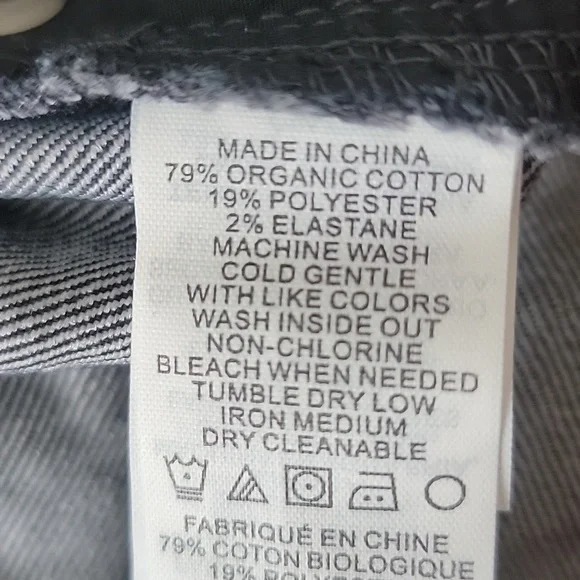 MADE IN CHINA
79% ORGANIC COTTON
19% POLYESTER
2% ELASTANE
MACHINE WASH
COLD GENTLE
WITH LIKE COLORS
WASH INSIDE OUT
NON-CHLORINE
BLEACH WHEN NEEDED
TUMBLE DRY LOW
IRON MEDIUM
DRY CLEANABLE
FABRIQUÉ EN CHINE
79% COTON BIOLOGIQUE
19% POLYESTER